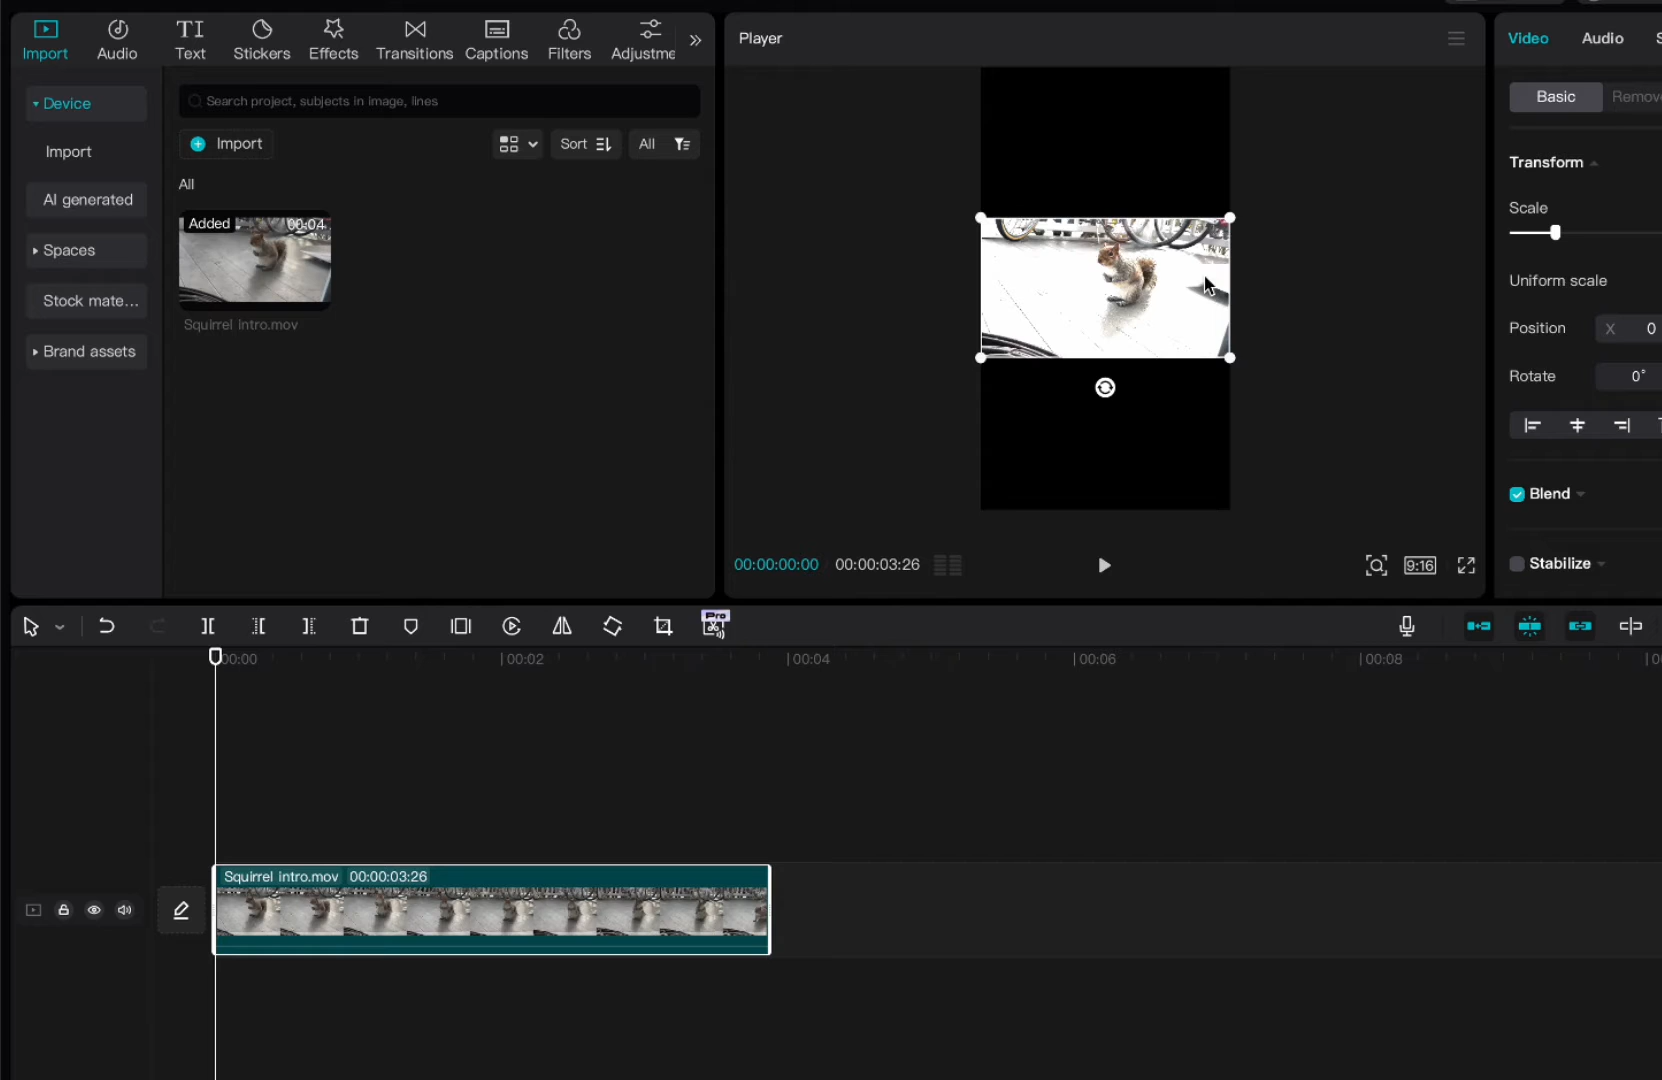 Import
Audio
TI Text
Stickers
Effects
Transitions
Captions
Filters
Adjustme
Device
Import
AI generated
Spaces
Stock mate...
Brand assets
Search project, subjects in image, lines
Import
Sort
All
All
Added
00:04
Squirrel intro.mov
Player
00:00:00:00
00:00:03:26
9:16
Video
Audio
S
Basic
Remov
Transform
Scale
Uniform scale
Position
X 0
Rotate
0°
Blend
Stabilize
Pro
00:00
00:02
00:04
00:06
00:08
Squirrel intro.mov 00:00:03:26